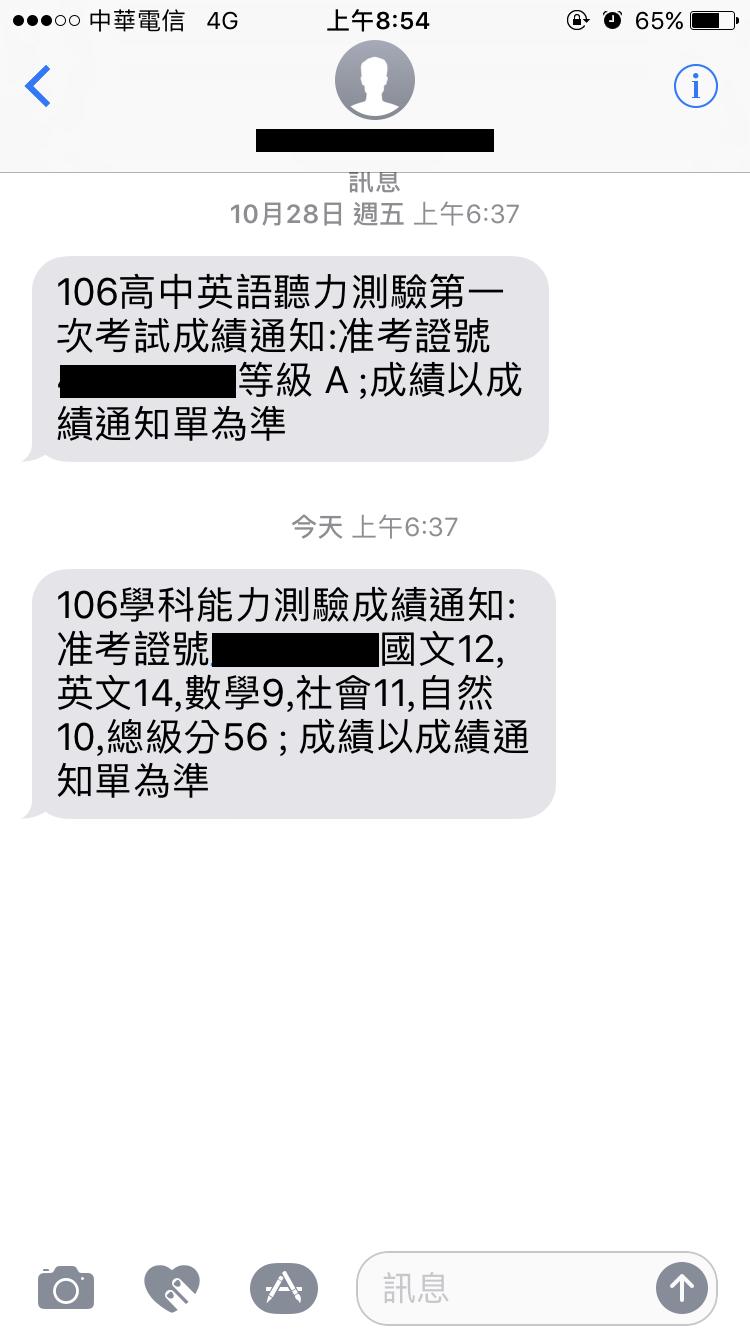 中華電信 4G 上午8:54 65%
訊息
10月28日 週五 上午6:37
106高中英語聽力測驗第一
次考試成績通知:准考證號
等級 A ;成績以成
績通知單為準
今天 上午6:37
106學科能力測驗成績通知:
准考證號 國文12,
英文14,數學9,社會11,自然
10,總級分56 ; 成績以成績通
知單為準
訊息